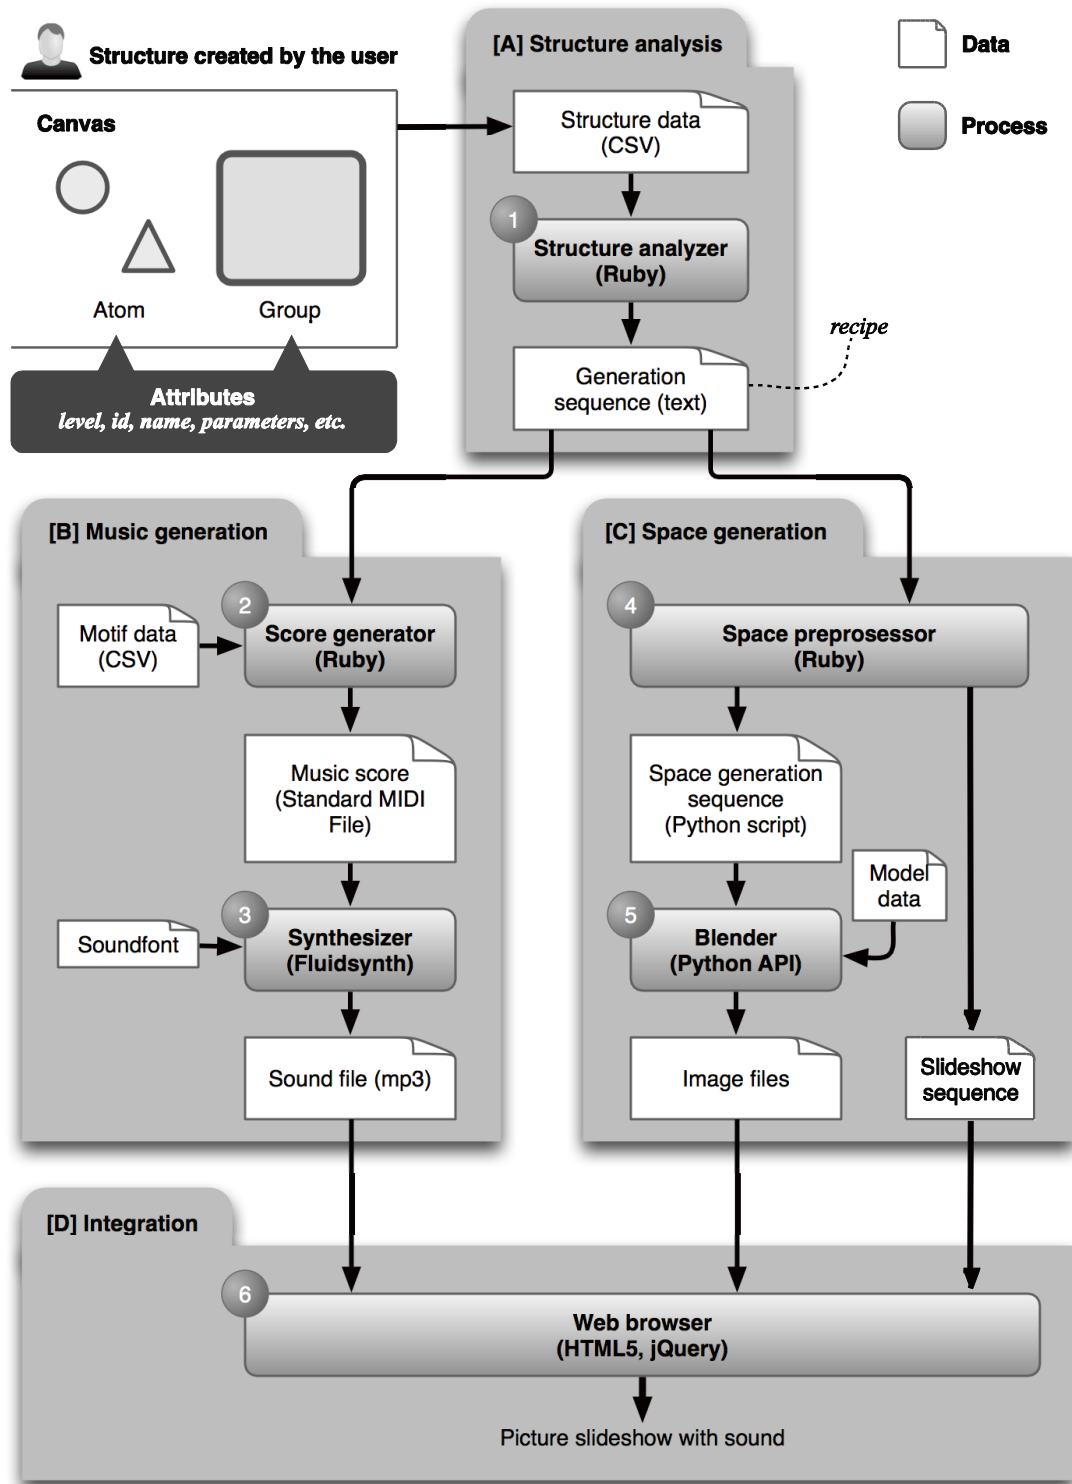 Structure created by the user
Canvas
Atom
Group
Attributes
level, id, name, parameters, etc.
[A] Structure analysis
Structure data
(CSV)
1
Structure analyzer
(Ruby)
Generation
sequence (text)
recipe
Data
Process
[B] Music generation
Motif data
(CSV)
2
Score generator
(Ruby)
Music score
(Standard MIDI
File)
Soundfont
3
Synthesizer
(Fluidsynth)
Sound file (mp3)
[C] Space generation
4
Space preprosessor
(Ruby)
Space generation
sequence
(Python script)
Model
data
5
Blender
(Python API)
Image files
Slideshow
sequence
[D] Integration
6
Web browser
(HTML5, jQuery)
Picture slideshow with sound